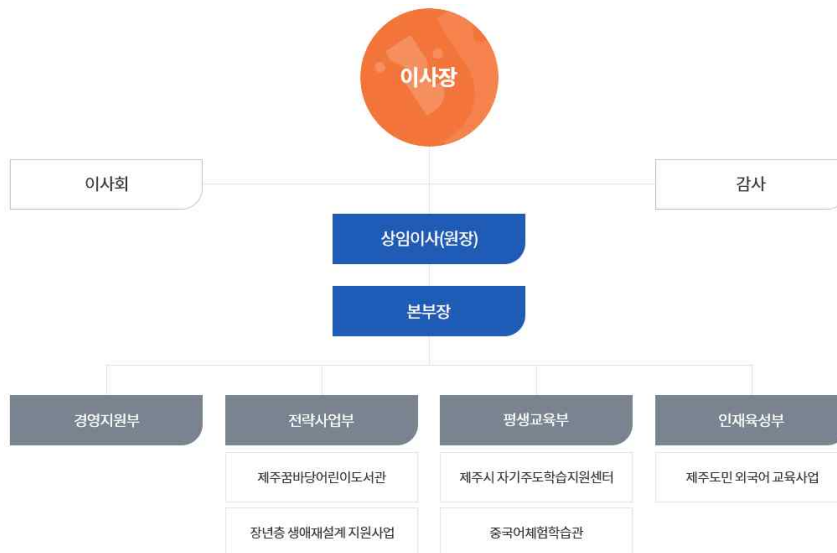 이사장
이사회
감사
상임이사(원장)
본부장
경영지원부
전략사업부
평생교육부
인재육성부
제주꿈바당어린이도서관
제주시 자기주도학습지원센터
제주도민 외국어 교육사업
장년층 생애재설계 지원사업
중국어체험학습관